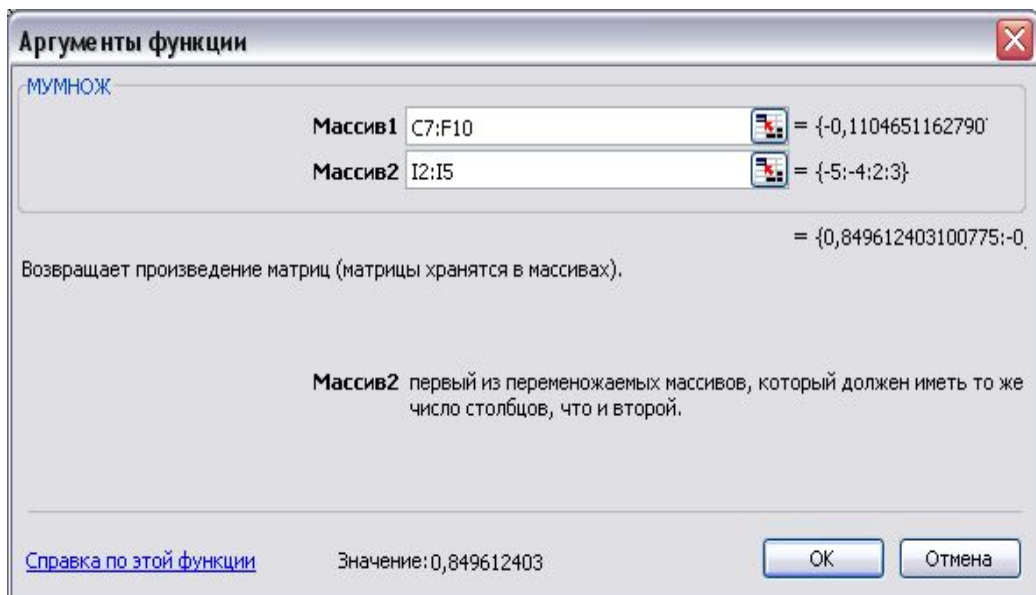 Аргументы функции
МУМНОЖ
Массив1 C7:F10 = {-0,1104651162790
Массив2 I2:I5 = {-5:-4:2:3}
= {0,849612403100775:-0
Возвращает произведение матриц (матрицы хранятся в массивах).
Массив2 первый из переменожаемых массивов, который должен иметь то же
число столбцов, что и второй.
Справка по этой функции Значение:0,849612403 ОК Отмена